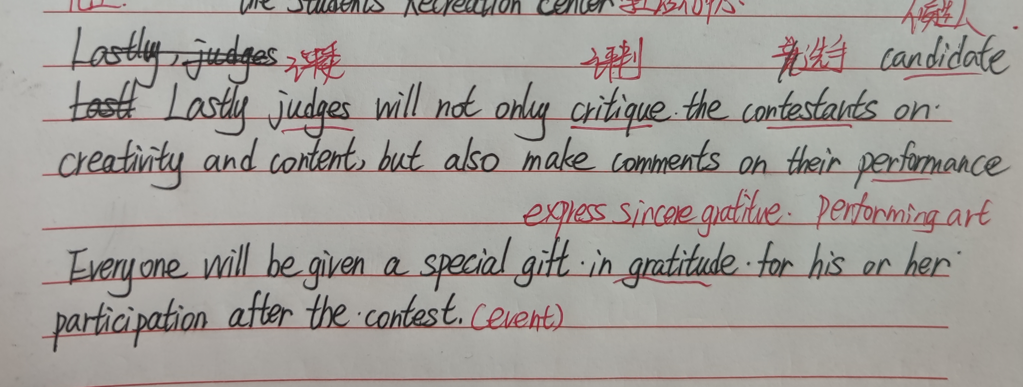 the Students Recreation Center
候选人
Lastly, judges 评委 评判 竞选手 candidate
Lastl Lastly judges will not only critique the contestants on
creativity and content, but also make comments on their performance
express sincere gratitue. performing art
Everyone will be given a special gift in gratitude for his or her
participation after the contest. (event)